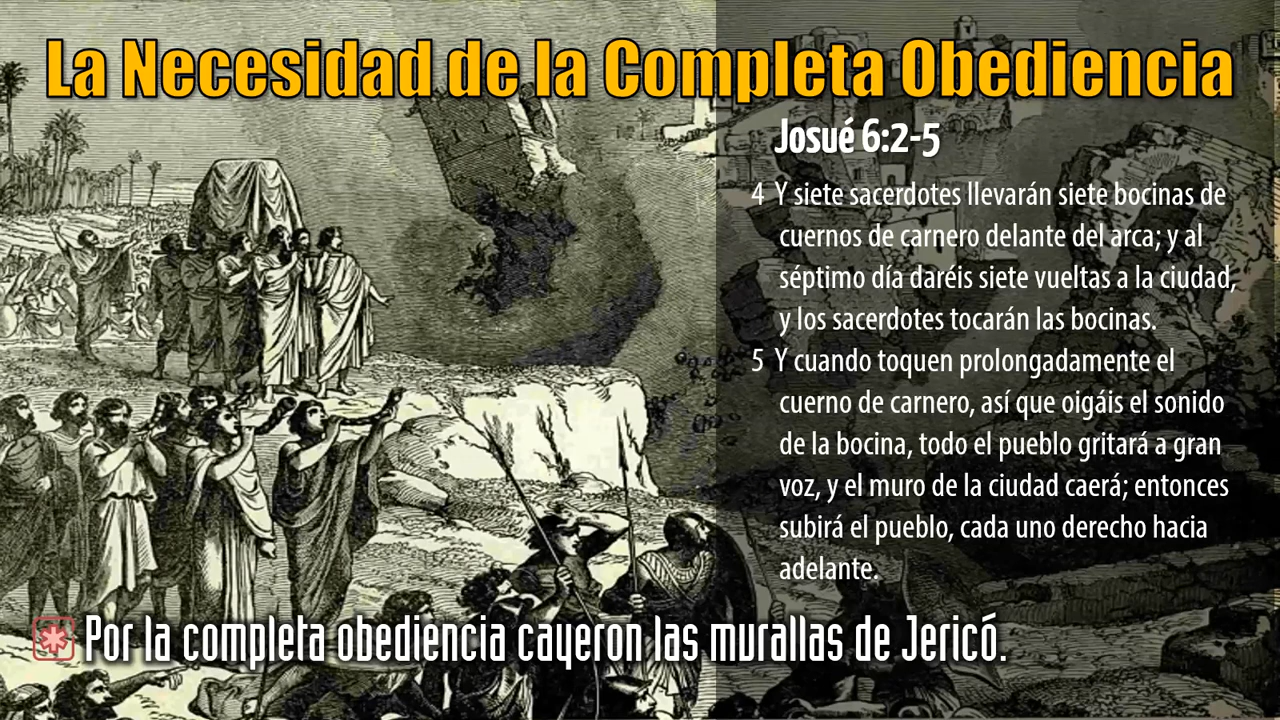 La Necesidad de la Completa Obediencia
Josué 6:2-5
4 Y siete sacerdotes llevarán siete bocinas de
cuernos de carnero delante del arca; y al
séptimo día daréis siete vueltas a la ciudad,
y los sacerdotes tocarán las bocinas.
5 Y cuando toquen prolongadamente el
cuerno de carnero, así que oigáis el sonido
de la bocina, todo el pueblo gritará a gran
voz, y el muro de la ciudad caerá; entonces
subirá el pueblo, cada uno derecho hacia
adelante.
Por la completa obediencia cayeron las murallas de Jericó.